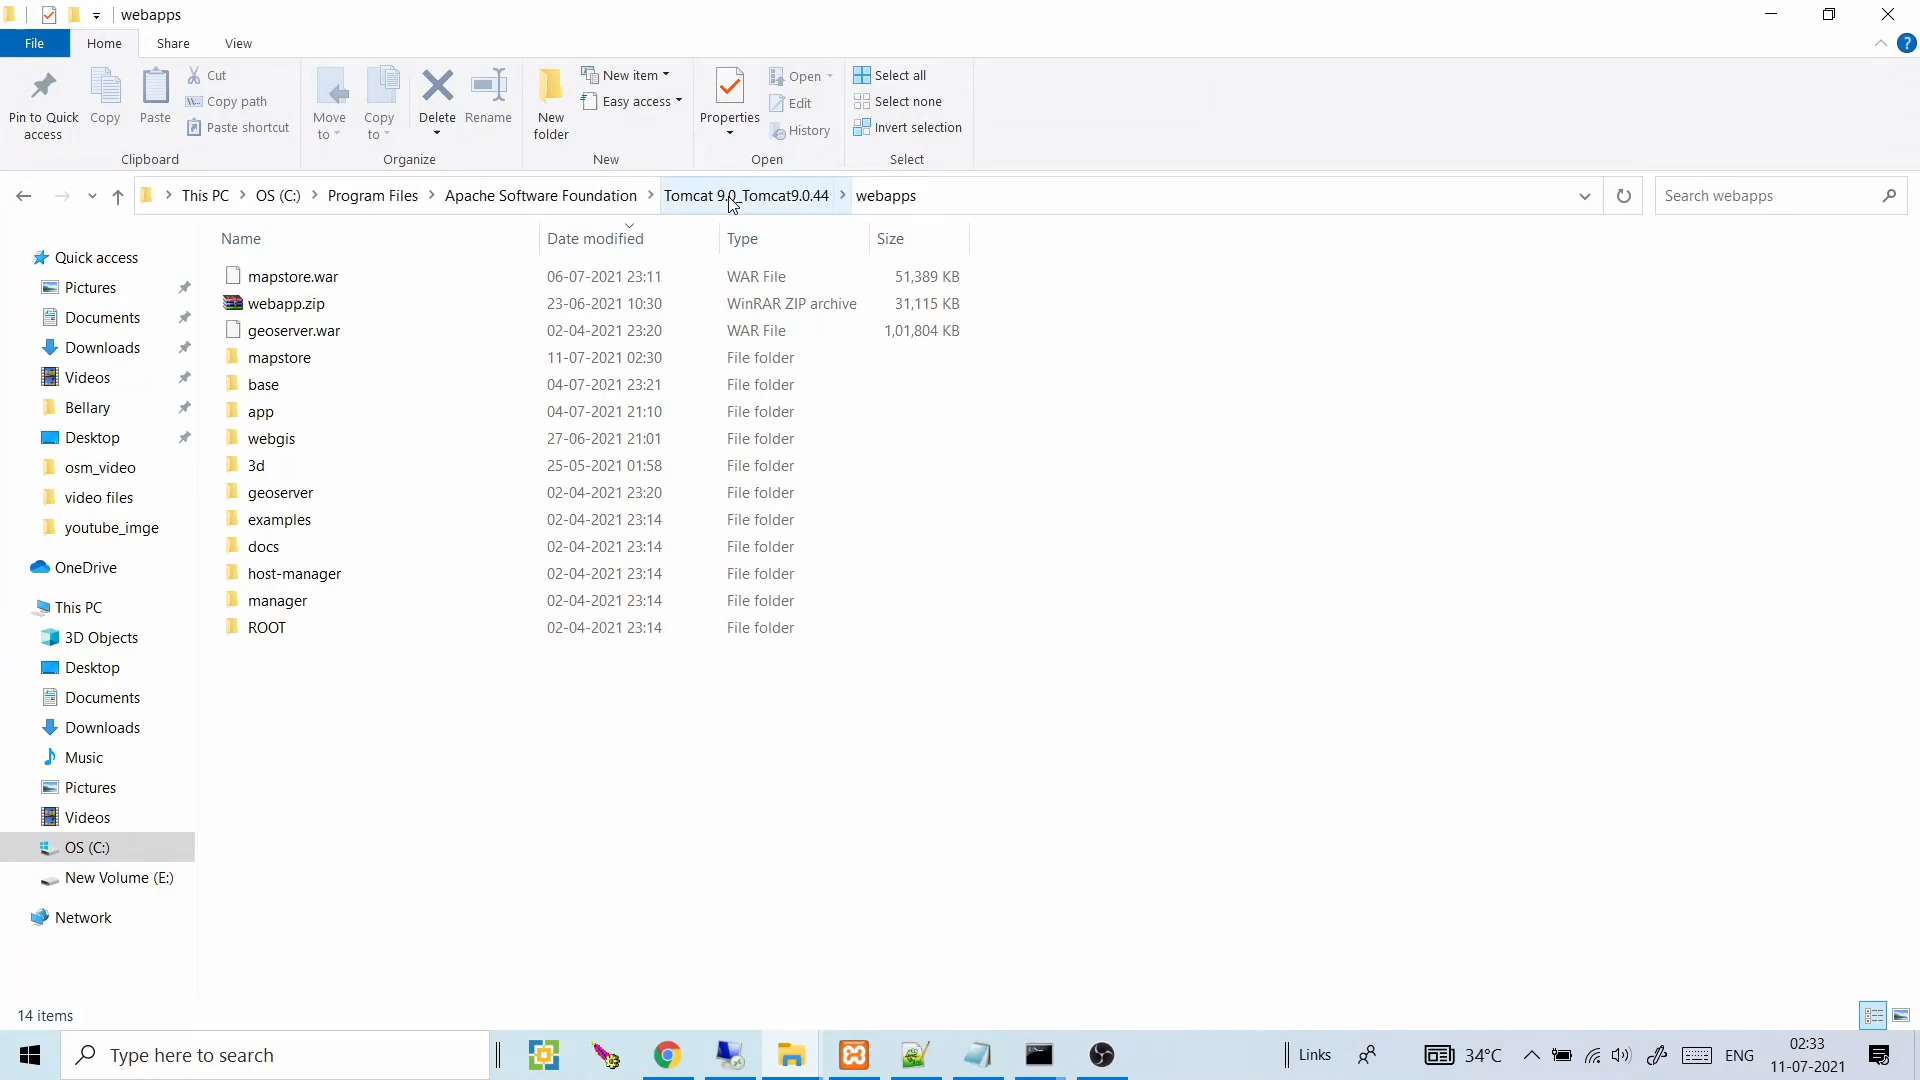 webapps
File Home Share View
Pin to Quick access
Copy
Paste
Cut
Copy path
Paste shortcut
Clipboard
Move to
Copy to
Delete
Rename
Organize
New folder
New item
Easy access
New
Properties
Open
Edit
History
Open
Select all
Select none
Invert selection
Select
This PC > OS (C:) > Program Files > Apache Software Foundation > Tomcat 9.0_Tomcat9.0.44 > webapps
Search webapps
Name Date modified Type Size
mapstore.war 06-07-2021 23:11 WAR File 51,389 KB
webapp.zip 23-06-2021 10:30 WinRAR ZIP archive 31,115 KB
geoserver.war 02-04-2021 23:20 WAR File 1,01,804 KB
mapstore 11-07-2021 02:30 File folder
base 04-07-2021 23:21 File folder
app 04-07-2021 21:10 File folder
webgis 27-06-2021 21:01 File folder
3d 25-05-2021 01:58 File folder
geoserver 02-04-2021 23:20 File folder
examples 02-04-2021 23:14 File folder
docs 02-04-2021 23:14 File folder
host-manager 02-04-2021 23:14 File folder
manager 02-04-2021 23:14 File folder
ROOT 02-04-2021 23:14 File folder
Quick access
Pictures
Documents
Downloads
Videos
Bellary
Desktop
osm_video
video files
youtube_imge
OneDrive
This PC
3D Objects
Desktop
Documents
Downloads
Music
Pictures
Videos
OS (C:)
New Volume (E:)
Network
14 items
Type here to search
Links
34°C
ENG
02:33
11-07-2021